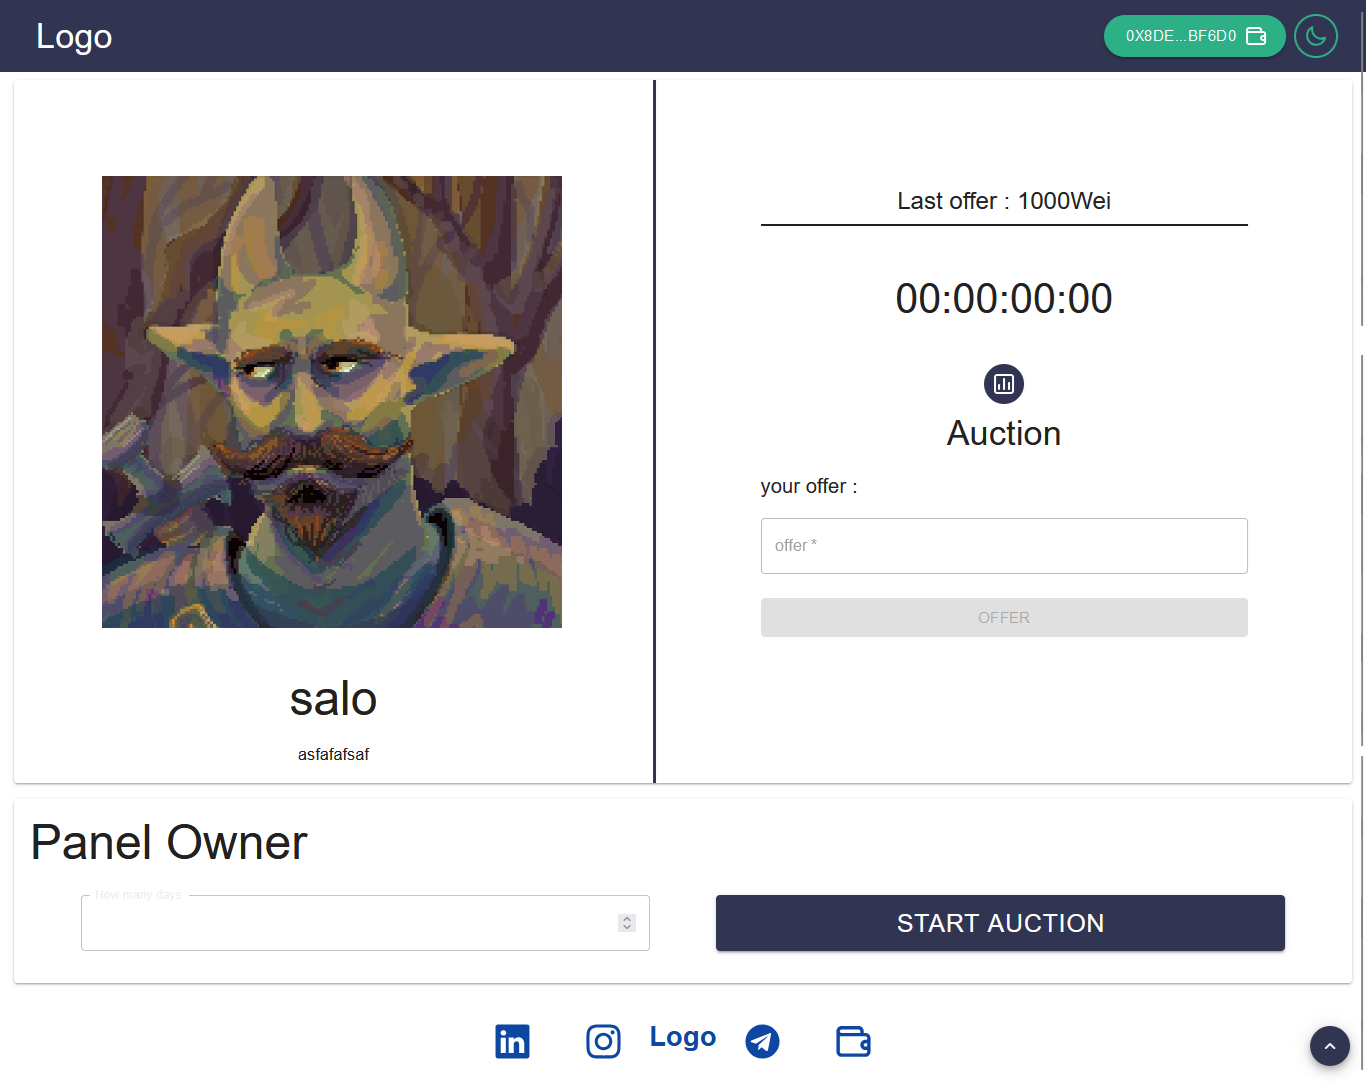 Logo
0X8DE...BF6D0
Last offer : 1000Wei
00:00:00:00
Auction
your offer :
offer *
OFFER
salo
asfafafsaf
Panel Owner
How many days
START AUCTION
Logo